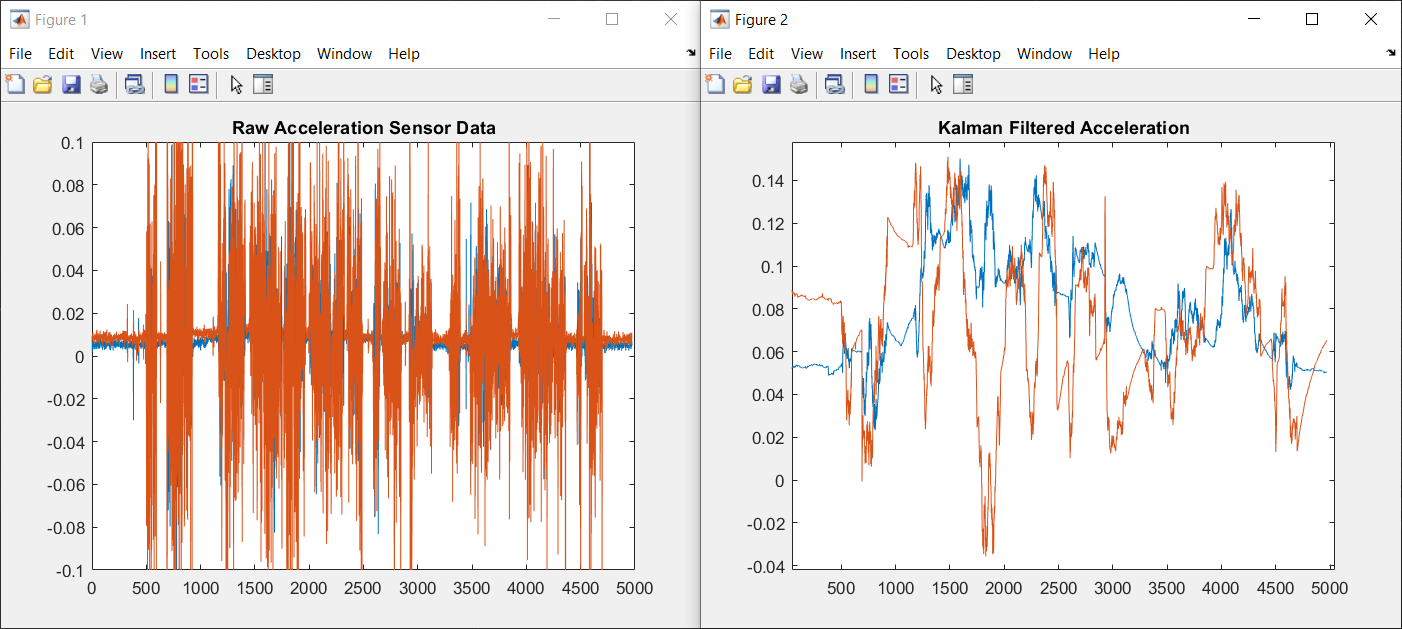 Figure 1
File Edit View Insert Tools Desktop Window Help
Raw Acceleration Sensor Data
0.1
0.08
0.06
0.04
0.02
0
-0.02
-0.04
-0.06
-0.08
-0.1
0 500 1000 1500 2000 2500 3000 3500 4000 4500 5000
Figure 2
File Edit View Insert Tools Desktop Window Help
Kalman Filtered Acceleration
0.14
0.12
0.1
0.08
0.06
0.04
0.02
0
-0.02
-0.04
500 1000 1500 2000 2500 3000 3500 4000 4500 5000